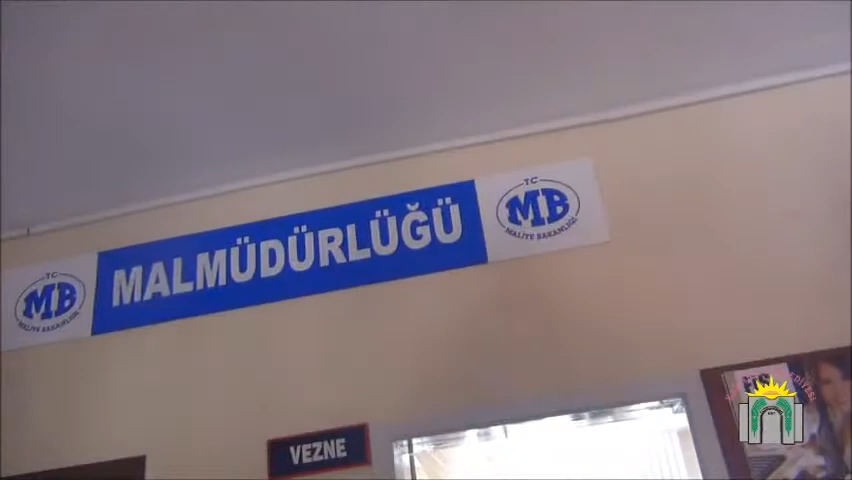 TC
MB
MALİYE BAKANLIĞI
MALMÜDÜRLÜĞÜ
TC
MB
MALİYE BAKANLIĞI
VEZNE